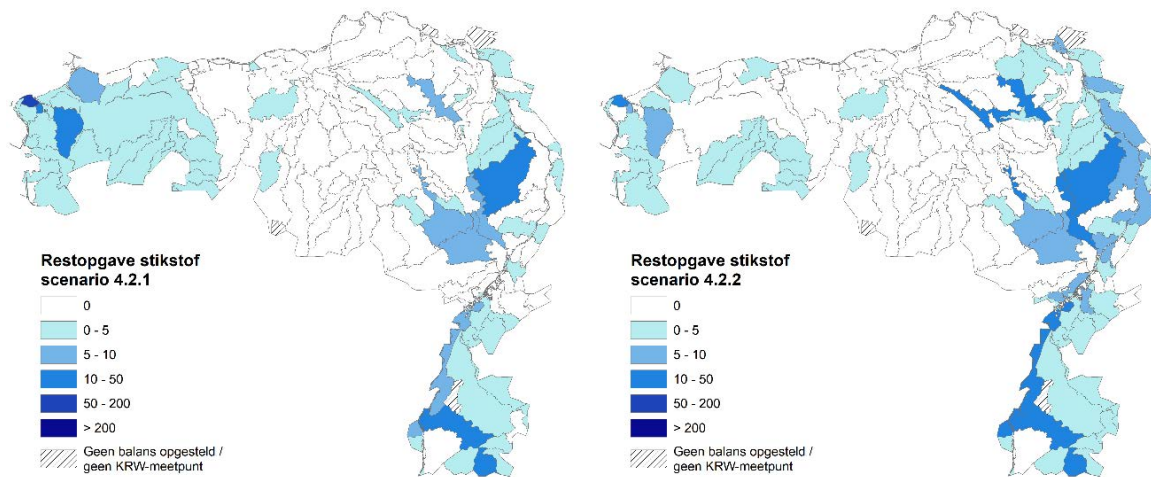 Restopgave stikstof
scenario 4.2.1
0
0 - 5
5 - 10
10 - 50
50 - 200
> 200
Geen balans opgesteld /
geen KRW-meetpunt
Restopgave stikstof
scenario 4.2.2
0
0 - 5
5 - 10
10 - 50
50 - 200
> 200
Geen balans opgesteld /
geen KRW-meetpunt